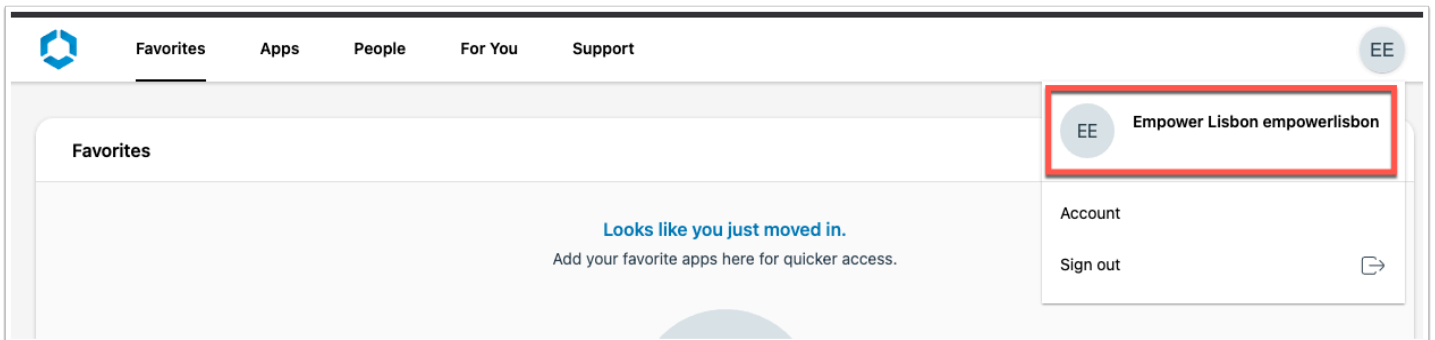 Favorites Apps People For You Support EE
EE Empower Lisbon empowerlisbon
Favorites
Account
Looks like you just moved in.
Add your favorite apps here for quicker access.
Sign out